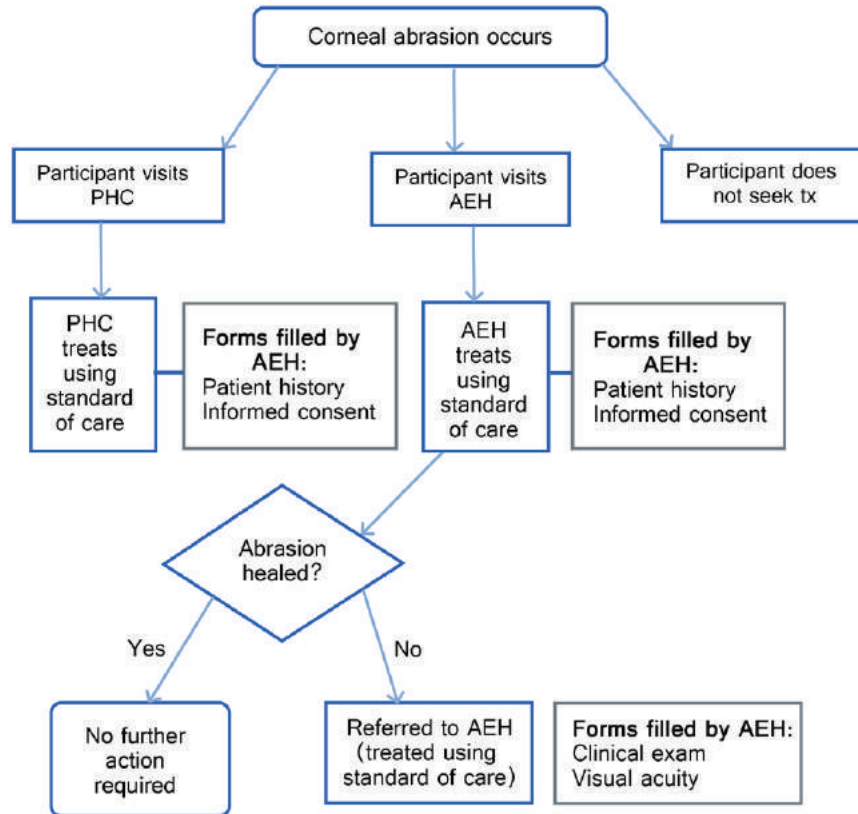 Corneal abrasion occurs
Participant visits
PHC
Participant visits
AEH
Participant does
not seek tx
PHC
treats
using
standard
of care
Forms filled by
AEH:
Patient history
Informed consent
AEH
treats
using
standard
of care
Forms filled by
AEH:
Patient history
Informed consent
Abrasion
healed?
Yes
No
No further
action
required
Referred to AEH
(treated using
standard of care)
Forms filled by AEH:
Clinical exam
Visual acuity